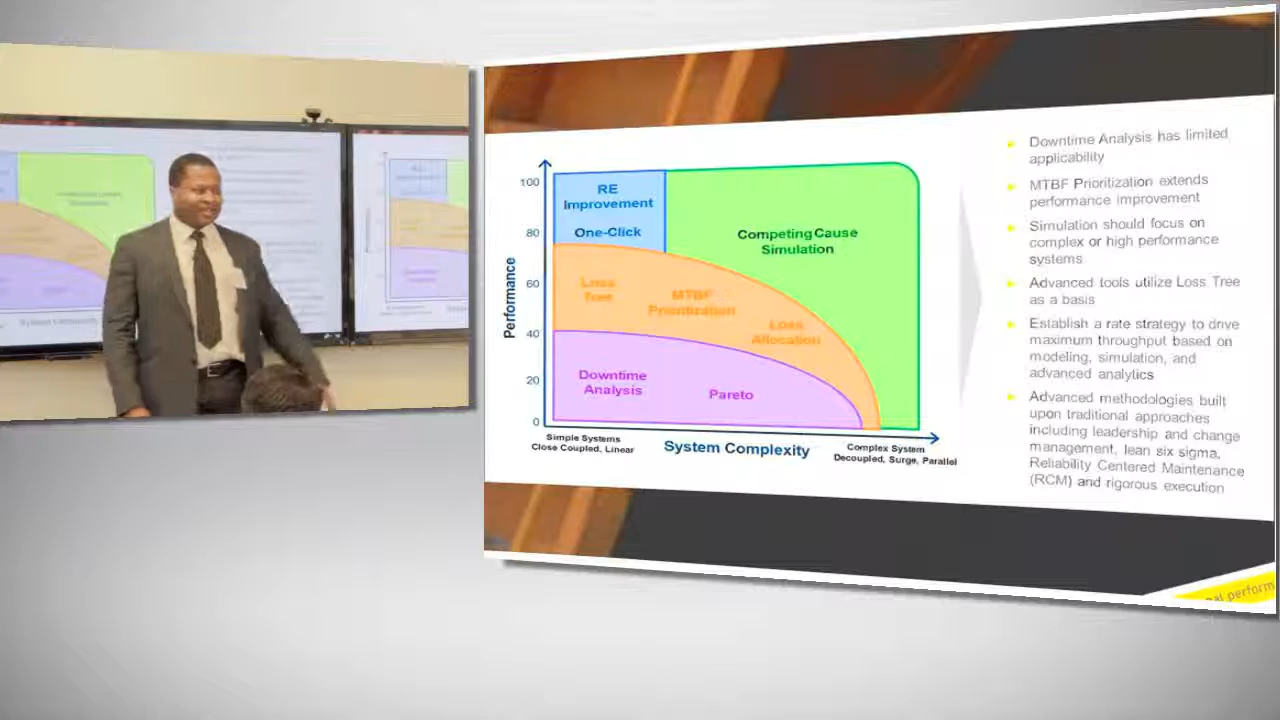 100
80
60
40
20
0
Performance
RE
Improvement
One-Click
Competing Cause
Simulation
Loss
Tree
MTBF
Prioritization
Loss
Allocation
Downtime
Analysis
Pareto
Simple Systems
Close Coupled, Linear
System Complexity
Complex System
Decoupled, Surge, Parallel
Downtime Analysis has limited
applicability
MTBF Prioritization extends
performance improvement
Simulation should focus on
complex or high performance
systems
Advanced tools utilize Loss Tree
as a basis
Establish a rate strategy to drive
maximum throughput based on
modeling, simulation, and
advanced analytics
Advanced methodologies built
upon traditional approaches
including leadership and change
management, lean six sigma,
Reliability Centered Maintenance
(RCM) and rigorous execution
System Complexity